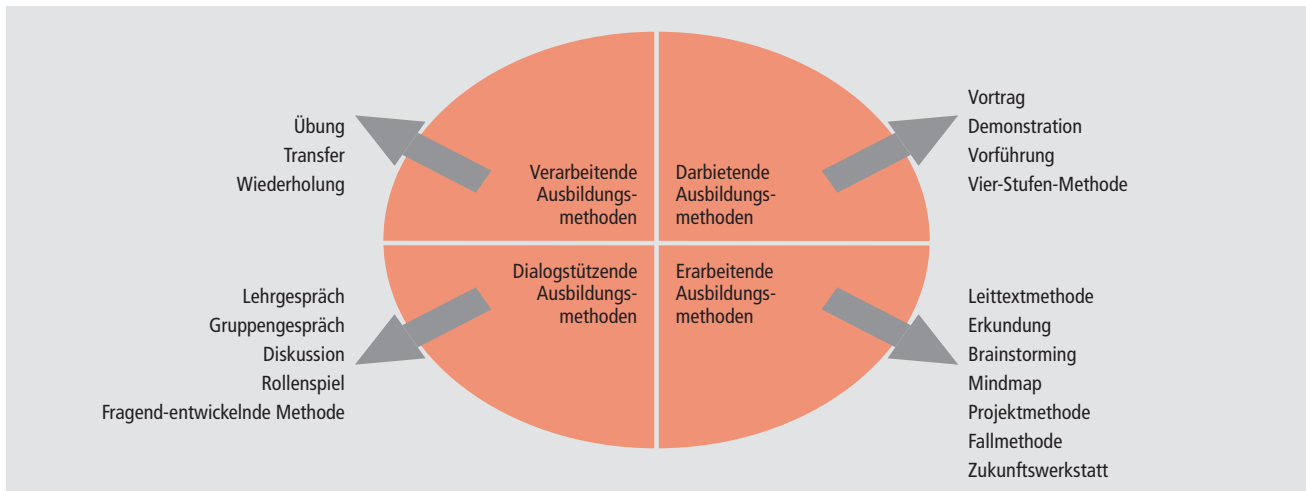 Übung
Transfer
Wiederholung
Verarbeitende
Ausbildungs-
methoden
Darbietende
Ausbildungs-
methoden
Vortrag
Demonstration
Vorführung
Vier-Stufen-Methode
Lehrgespräch
Gruppengespräch
Diskussion
Rollenspiel
Fragend-entwickelnde Methode
Dialogstützende
Ausbildungs-
methoden
Erarbeitende
Ausbildungs-
methoden
Leittextmethode
Erkundung
Brainstorming
Mindmap
Projektmethode
Fallmethode
Zukunftswerkstatt